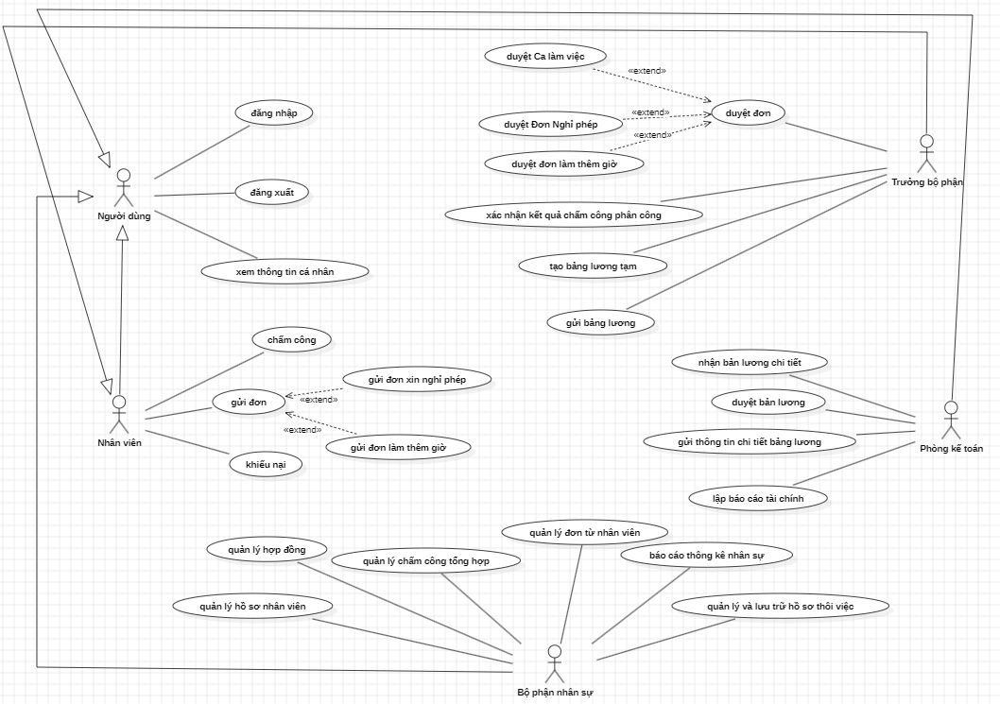 duyệt Ca làm việc
«extend»
đăng nhập
«extend»
duyệt đơn
duyệt Đơn Nghỉ phép
«extend»
duyệt đơn làm thêm giờ
Trưởng bộ phận
đăng xuất
Người dùng
xác nhận kết quả chấm công phân công
xem thông tin cá nhân
tạo bảng lương tạm
gửi bảng lương
chấm công
nhận bản lương chi tiết
gửi đơn xin nghỉ phép
gửi đơn
«extend»
duyệt bản lương
«extend»
Nhân viên
gửi đơn làm thêm giờ
gửi thông tin chi tiết bảng lương
Phòng kế toán
khiếu nại
lập báo cáo tài chính
quản lý đơn từ nhân viên
quản lý hợp đồng
quản lý chấm công tổng hợp
báo cáo thông kê nhân sự
quản lý hồ sơ nhân viên
quản lý và lưu trữ hồ sơ thôi việc
Bộ phận nhân sự